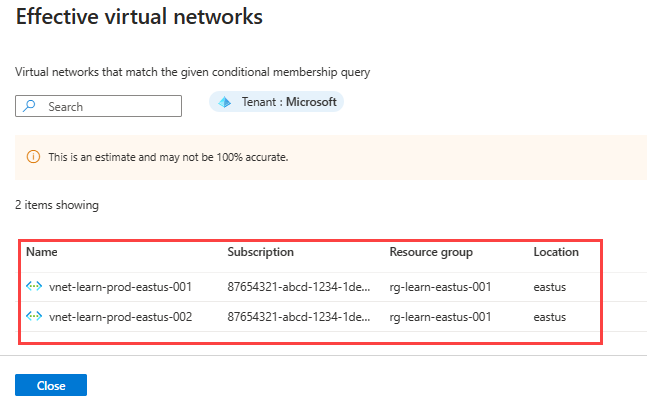 Effective virtual networks
Virtual networks that match the given conditional membership query
Search
Tenant : Microsoft
This is an estimate and may not be 100% accurate.
2 items showing
Name Subscription Resource group Location
vnet-learn-prod-eastus-001 87654321-abcd-1234-1de... rg-learn-eastus-001 eastus
vnet-learn-prod-eastus-002 87654321-abcd-1234-1de... rg-learn-eastus-001 eastus
Close